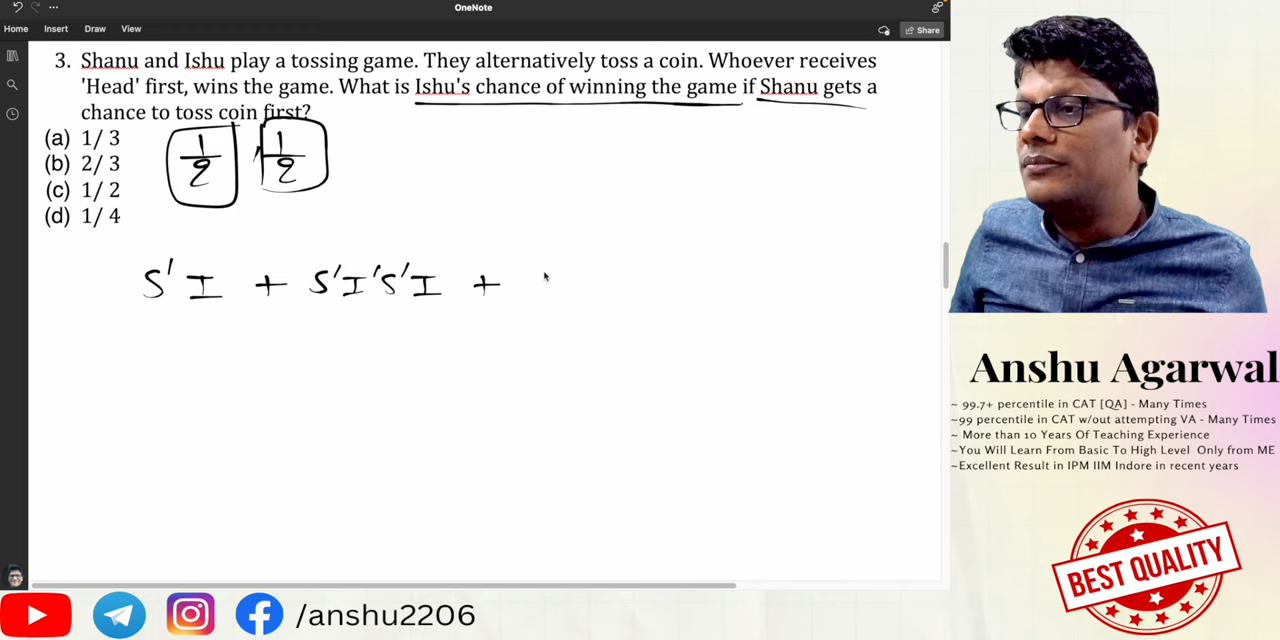 OneNote
Home Insert Draw View
Share
3. Shanu and Ishu play a tossing game. They alternatively toss a coin. Whoever receives
'Head' first, wins the game. What is Ishu's chance of winning the game if Shanu gets a
chance to toss coin first?
(a) 1/ 3
(b) 2/ 3
(c) 1/ 2
(d) 1/ 4
1/2 1/2
S' I + S'I'S'I +
Anshu Agarwal
~ 99.7+ percentile in CAT [QA] - Many Times
~99 percentile in CAT w/out attempting VA - Many Times
~ More than 10 Years Of Teaching Experience
~You Will Learn From Basic To High Level Only from ME
~Excellent Result in IPM IIM Indore in recent years
BEST QUALITY
/anshu2206